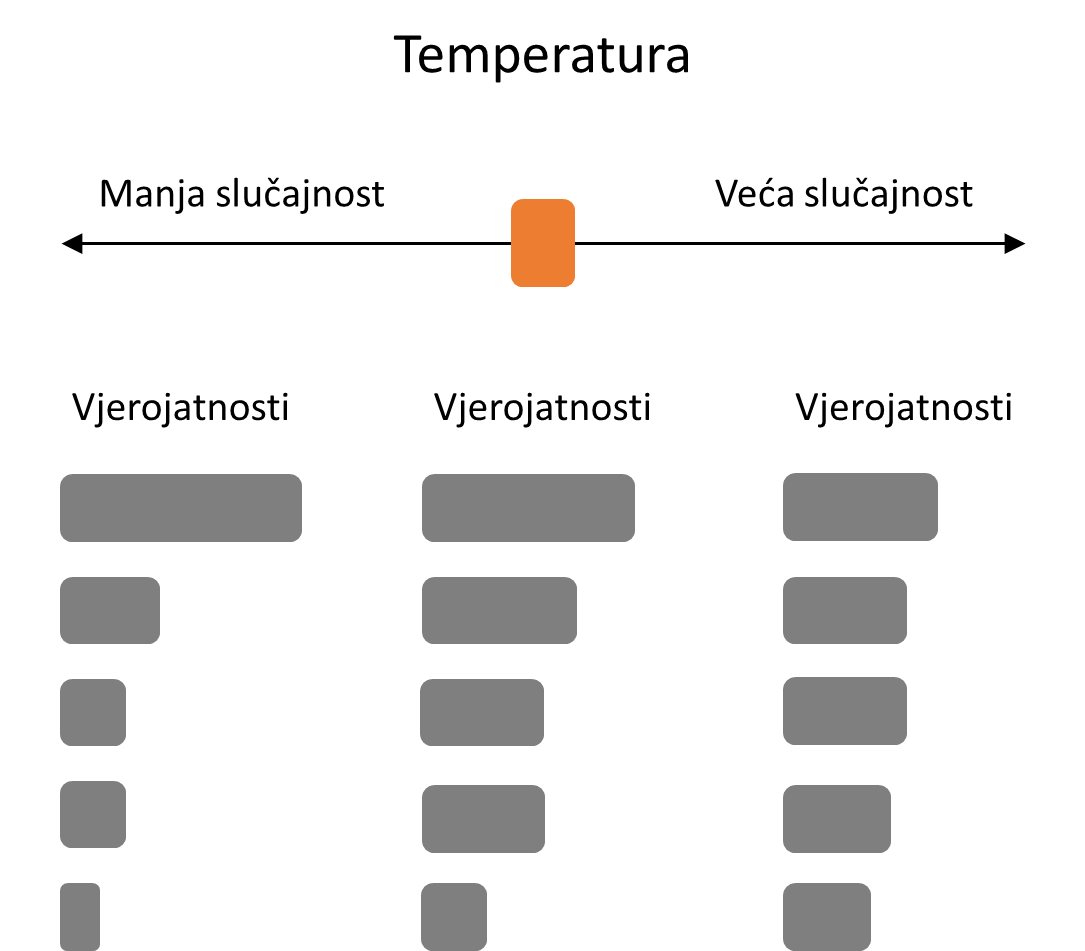 Temperatura
Manja slučajnost
Veća slučajnost
Vjerojatnosti
Vjerojatnosti
Vjerojatnosti